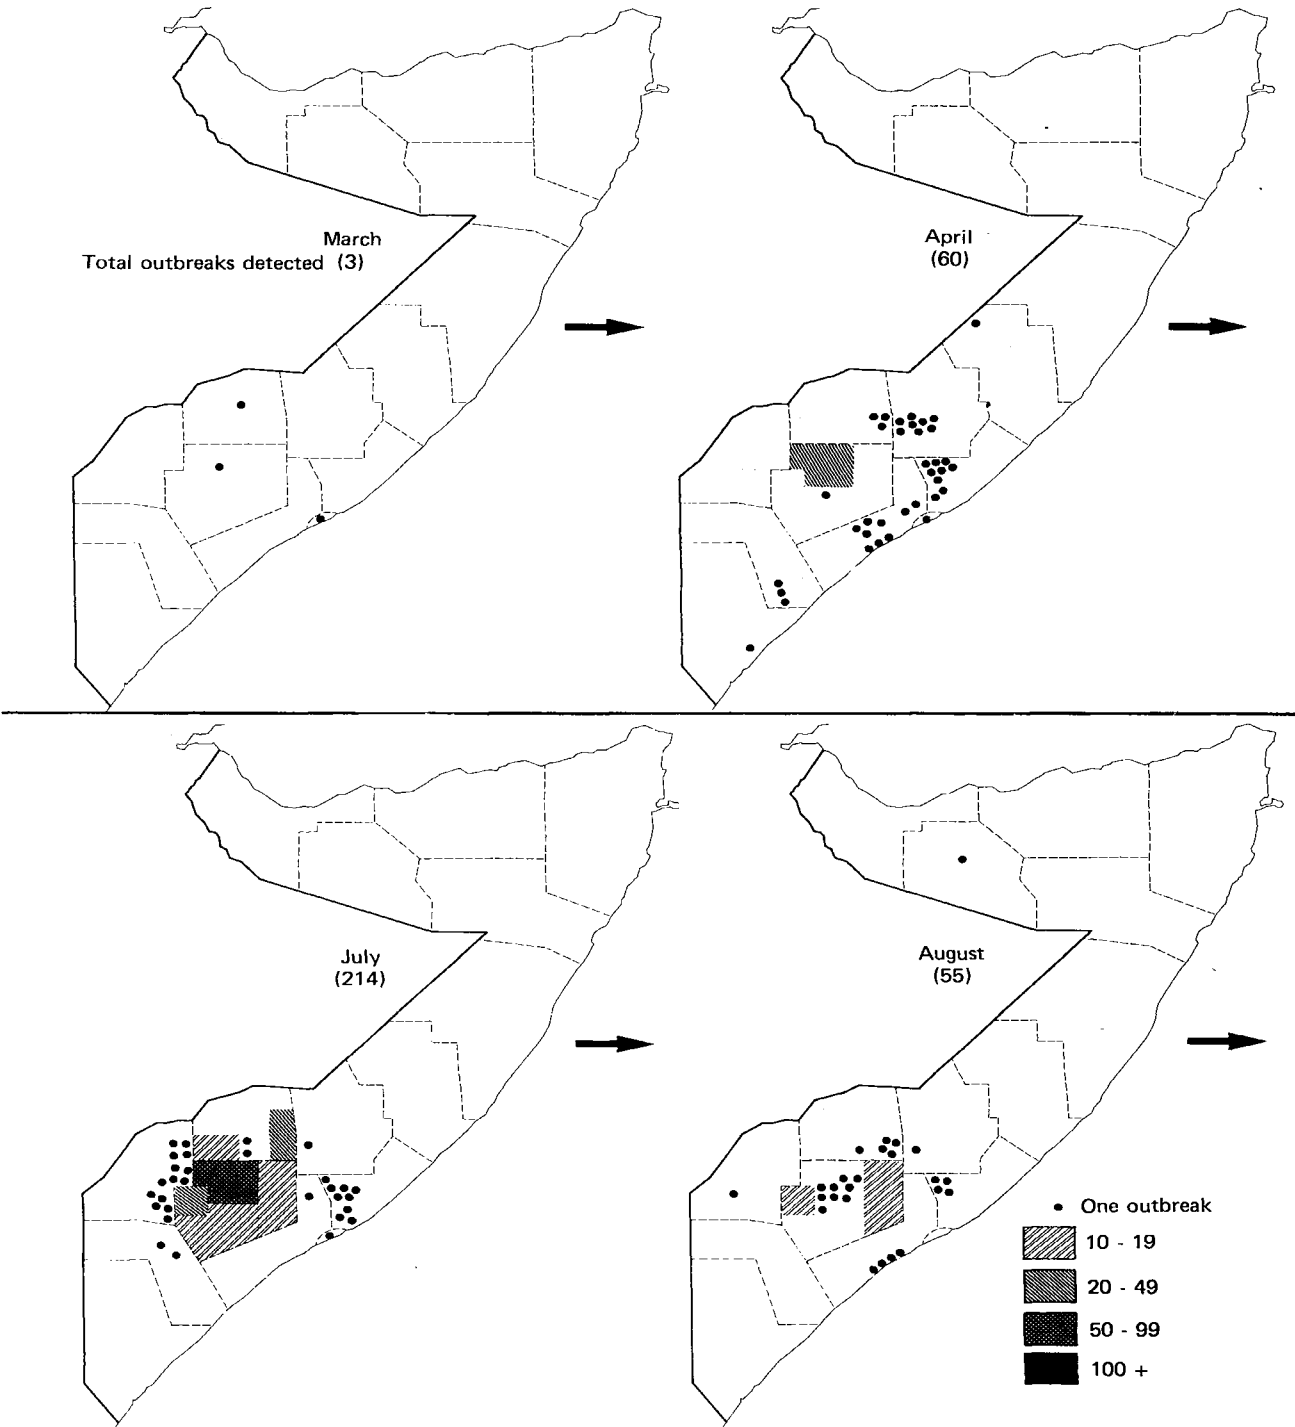 March
Total outbreaks detected (3)
April
(60)
July
(214)
August
(55)
One outbreak
10 - 19
20 - 49
50 - 99
100 +